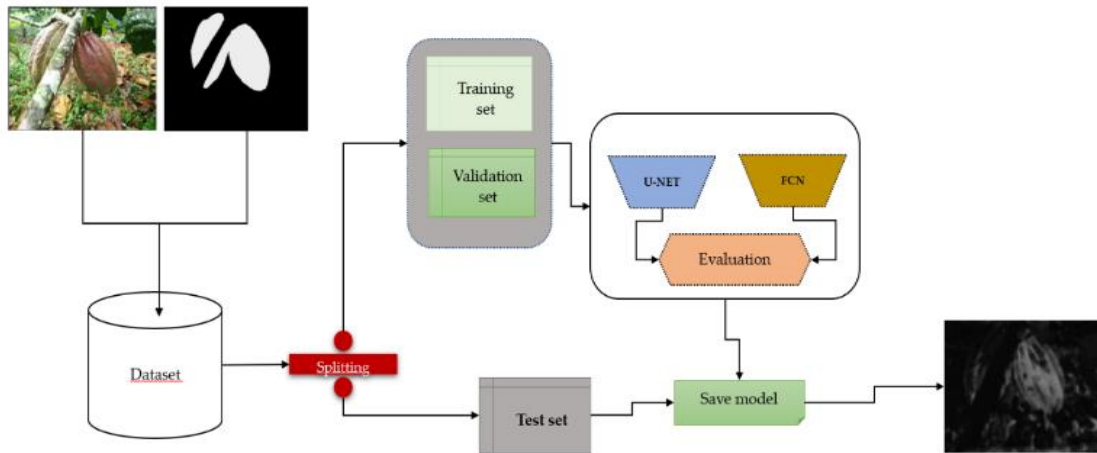 Training
set
Validation
set
U-NET
FCN
Evaluation
Dataset
Splitting
Test set
Save model